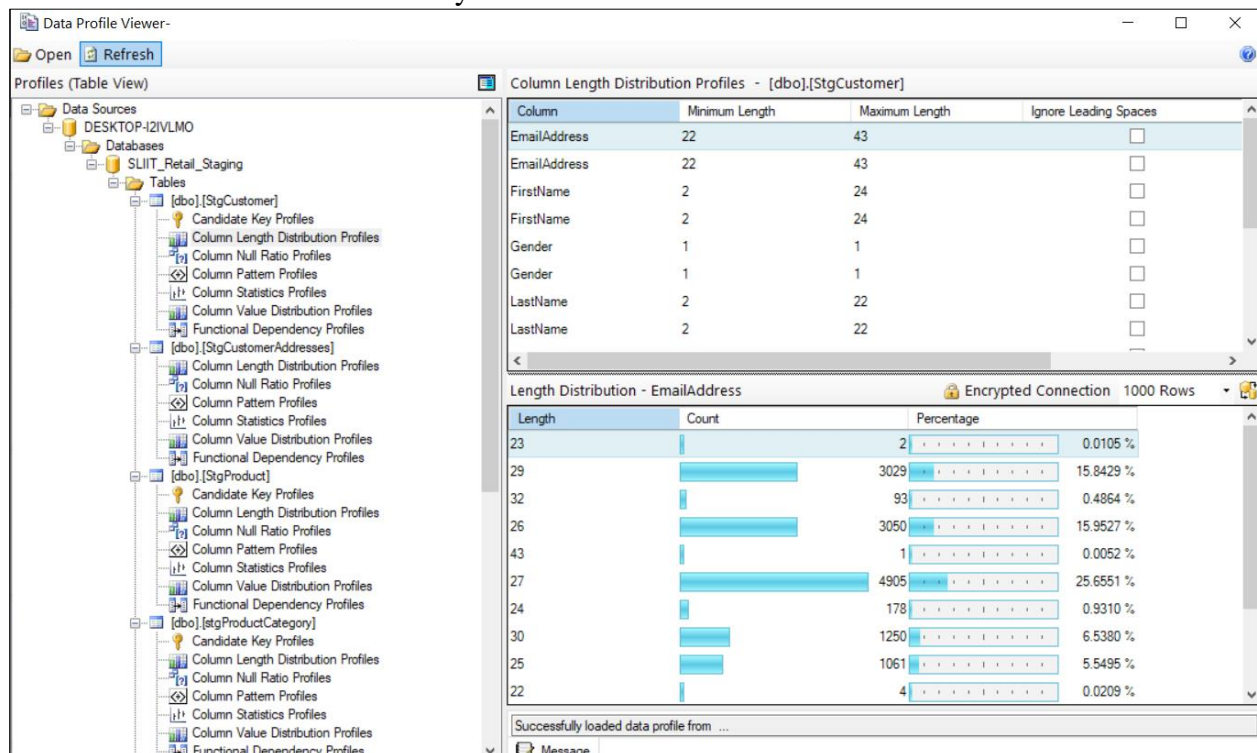 Data Profile Viewer-
Open Refresh
Profiles (Table View)
Data Sources
DESKTOP-I2IVLMO
Databases
SLIIT_Retail_Staging
Tables
[dbo].[StgCustomer]
Candidate Key Profiles
Column Length Distribution Profiles
Column Null Ratio Profiles
Column Pattern Profiles
Column Statistics Profiles
Column Value Distribution Profiles
Functional Dependency Profiles
[dbo].[StgCustomerAddresses]
Column Length Distribution Profiles
Column Null Ratio Profiles
Column Pattern Profiles
Column Statistics Profiles
Column Value Distribution Profiles
Functional Dependency Profiles
[dbo].[StgProduct]
Candidate Key Profiles
Column Length Distribution Profiles
Column Null Ratio Profiles
Column Pattern Profiles
Column Statistics Profiles
Column Value Distribution Profiles
Functional Dependency Profiles
[dbo].[stgProductCategory]
Candidate Key Profiles
Column Length Distribution Profiles
Column Null Ratio Profiles
Column Pattern Profiles
Column Statistics Profiles
Column Value Distribution Profiles
Functional Dependency Profiles
Column Length Distribution Profiles - [dbo].[StgCustomer]
Column Minimum Length Maximum Length Ignore Leading Spaces
EmailAddress 22 43
EmailAddress 22 43
FirstName 2 24
FirstName 2 24
Gender 1 1
Gender 1 1
LastName 2 22
LastName 2 22
Length Distribution - EmailAddress Encrypted Connection 1000 Rows
Length Count Percentage
23 2 0.0105 %
29 3029 15.8429 %
32 93 0.4864 %
26 3050 15.9527 %
43 1 0.0052 %
27 4905 25.6551 %
24 178 0.9310 %
30 1250 6.5380 %
25 1061 5.5495 %
22 4 0.0209 %
Successfully loaded data profile from ...
Message